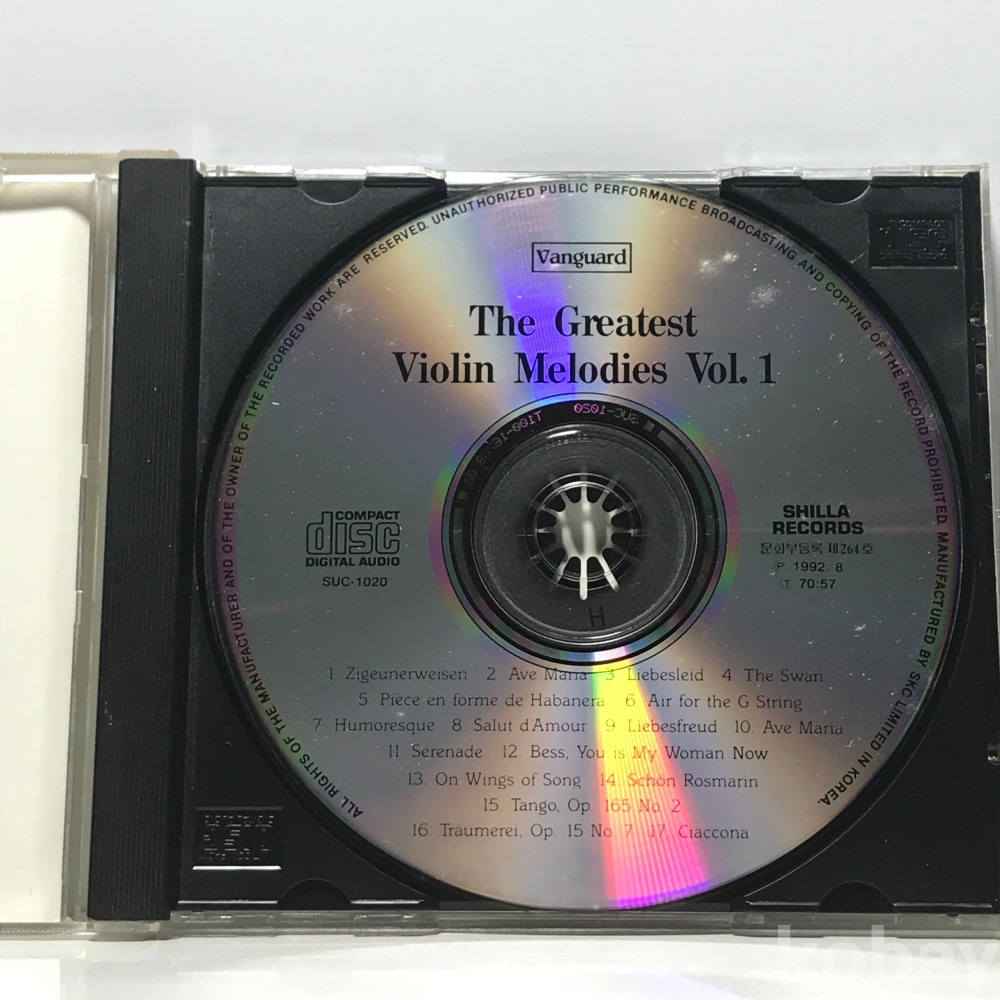 ALL RIGHTS OF THE MANUFACTURER AND OF THE OWNER OF THE RECORDED WORK ARE RESERVED. UNAUTHORIZED PUBLIC PERFORMANCE BROADCASTING AND COPYING OF THE RECORD PROHIBITED. MANUFACTURED BY SKC LIMITED IN KOREA.
Vanguard
The Greatest
Violin Melodies Vol. 1
SUC-1020
COMPACT
disc
DIGITAL AUDIO
SUC-1020
SHILLA
RECORDS
문화부등록 제264호
Ⓟ 1992. 8
Ⓣ 70:57
H
1 Zigeunerweisen 2 Ave Maria 3 Liebesleid 4 The Swan
5 Pièce en forme de Habanera 6. Air for the G String
7 Humoresque 8 Salut d'Amour 9 Liebesfreud 10. Ave Maria
11 Serenade 12. Bess, You is My Woman Now
13. On Wings of Song 14 Schön Rosmarin
15. Tango, Op. 165 No. 2
16. Träumerei, Op. 15 No. 7 17. Ciaccona
kobay